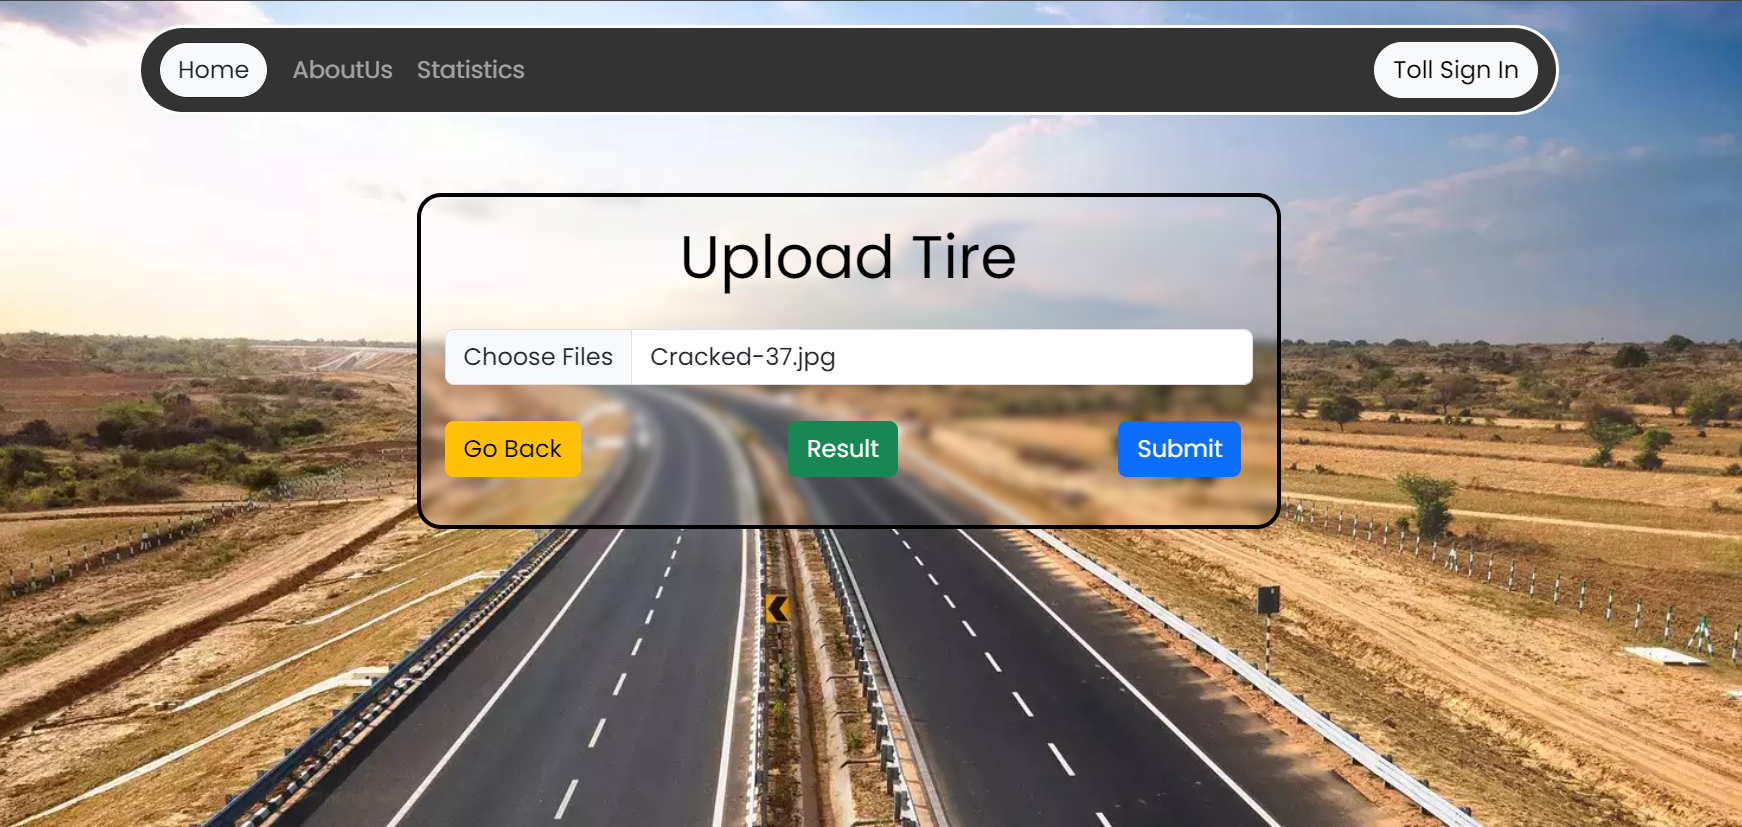 Home AboutUs Statistics Toll Sign In
Upload Tire
Choose Files Cracked-37.jpg
Go Back Result Submit